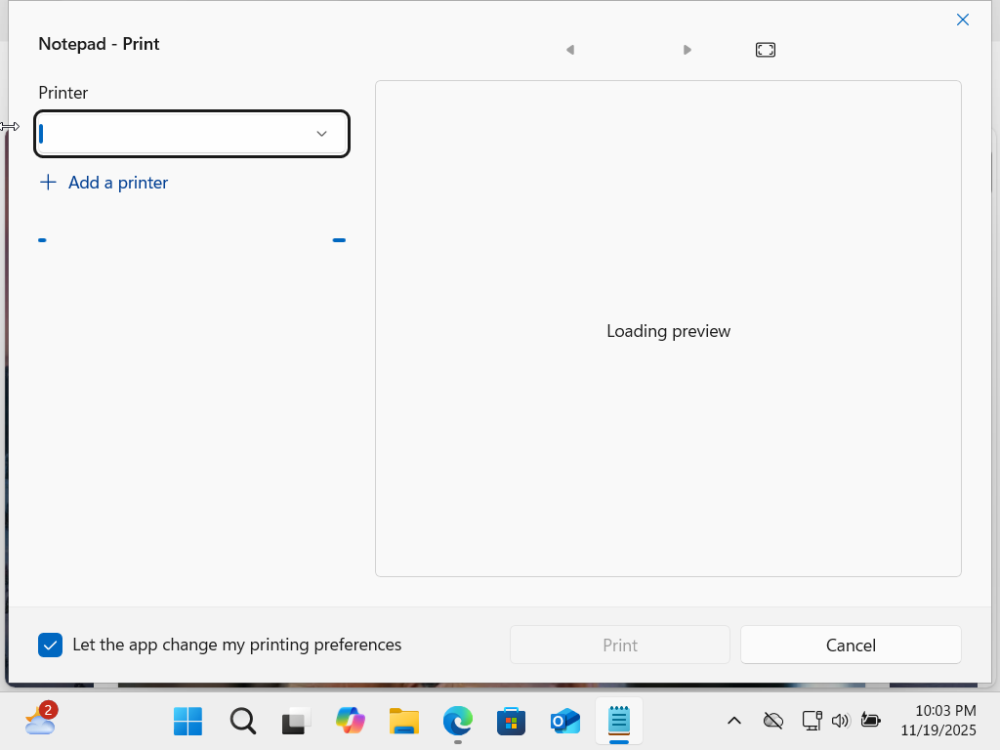 Notepad - Print
Printer
Add a printer
Loading preview
Let the app change my printing preferences
Print
Cancel
2
10:03 PM
11/19/2025